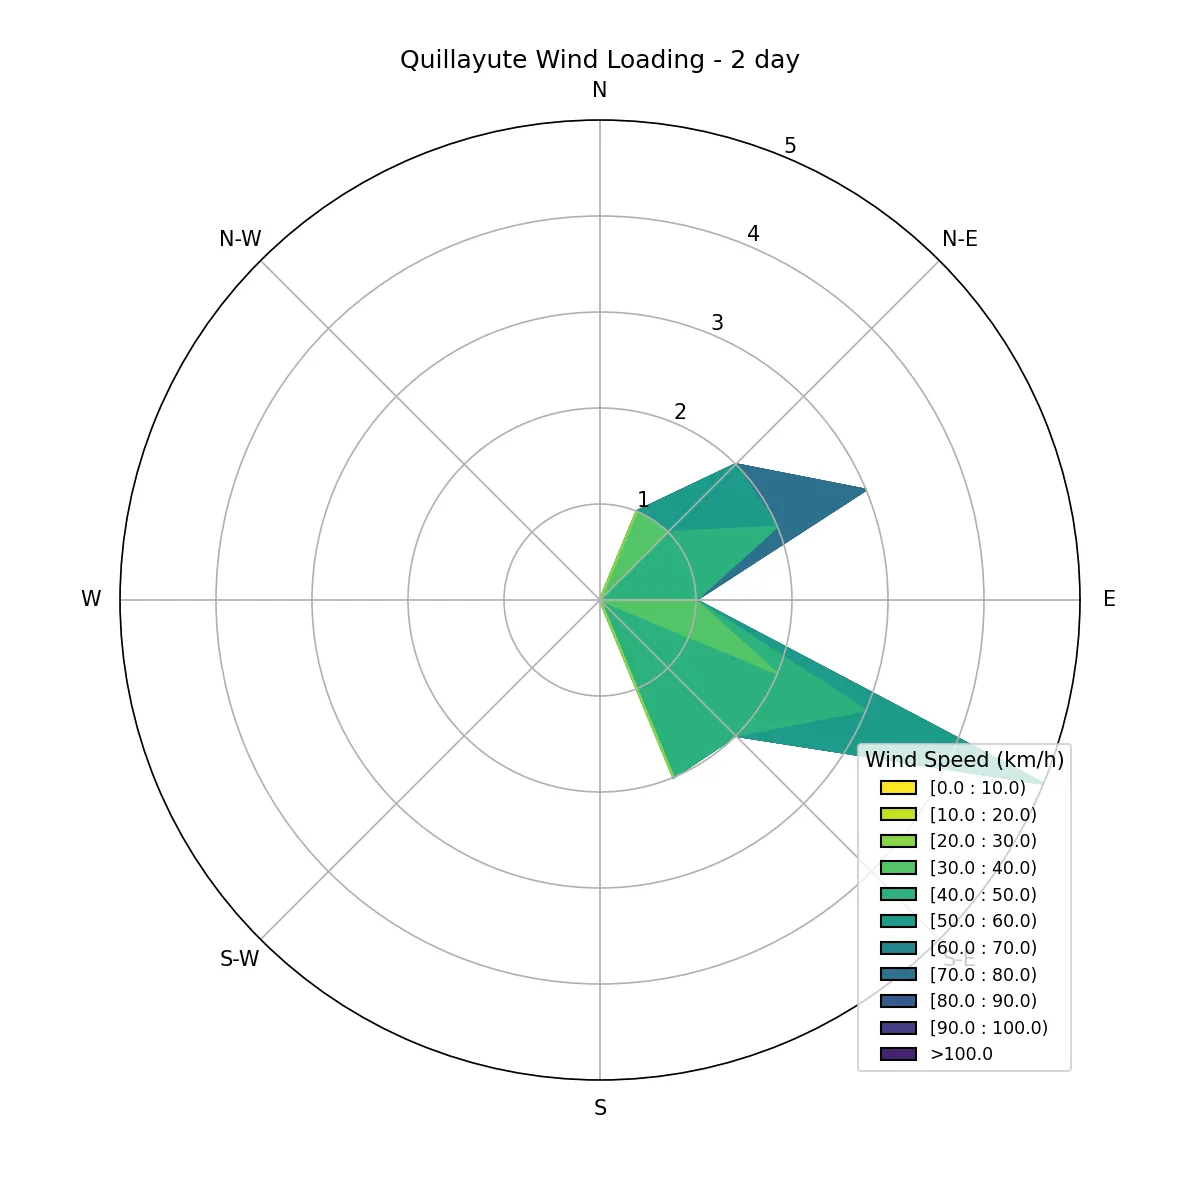 Quillayute Wind Loading - 2 day
N
5
N-W
N-E
4
3
2
1
W
E
Wind Speed (km/h)
[0.0 : 10.0)
[10.0 : 20.0)
[20.0 : 30.0)
[30.0 : 40.0)
[40.0 : 50.0)
[50.0 : 60.0)
[60.0 : 70.0)
[70.0 : 80.0)
[80.0 : 90.0)
[90.0 : 100.0)
>100.0
S-W
S-E
S